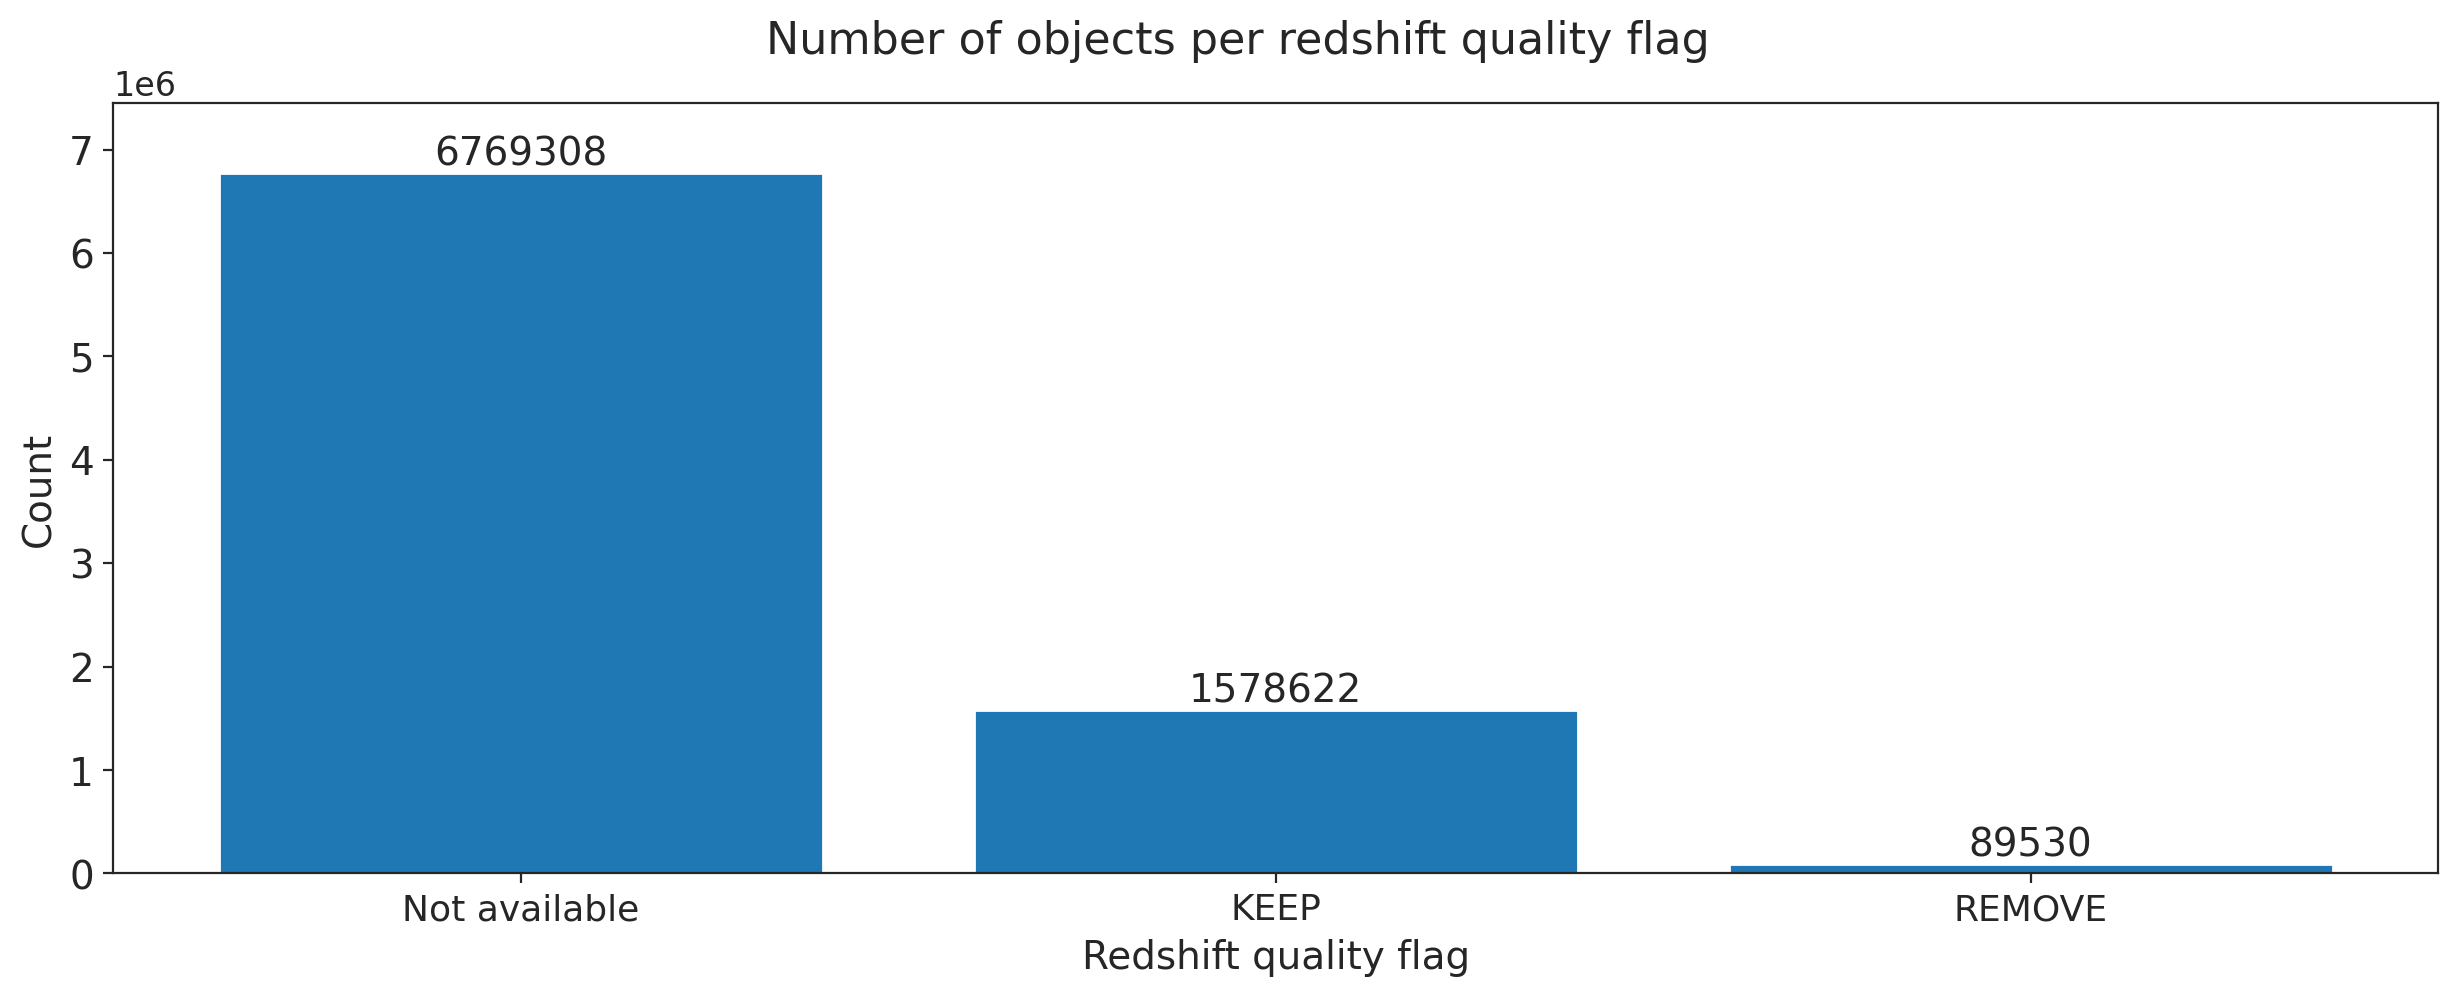 Number of objects per redshift quality flag
1e6
7
6
5
4
3
2
1
0
Count
6769308
1578622
89530
Not available
KEEP
REMOVE
Redshift quality flag